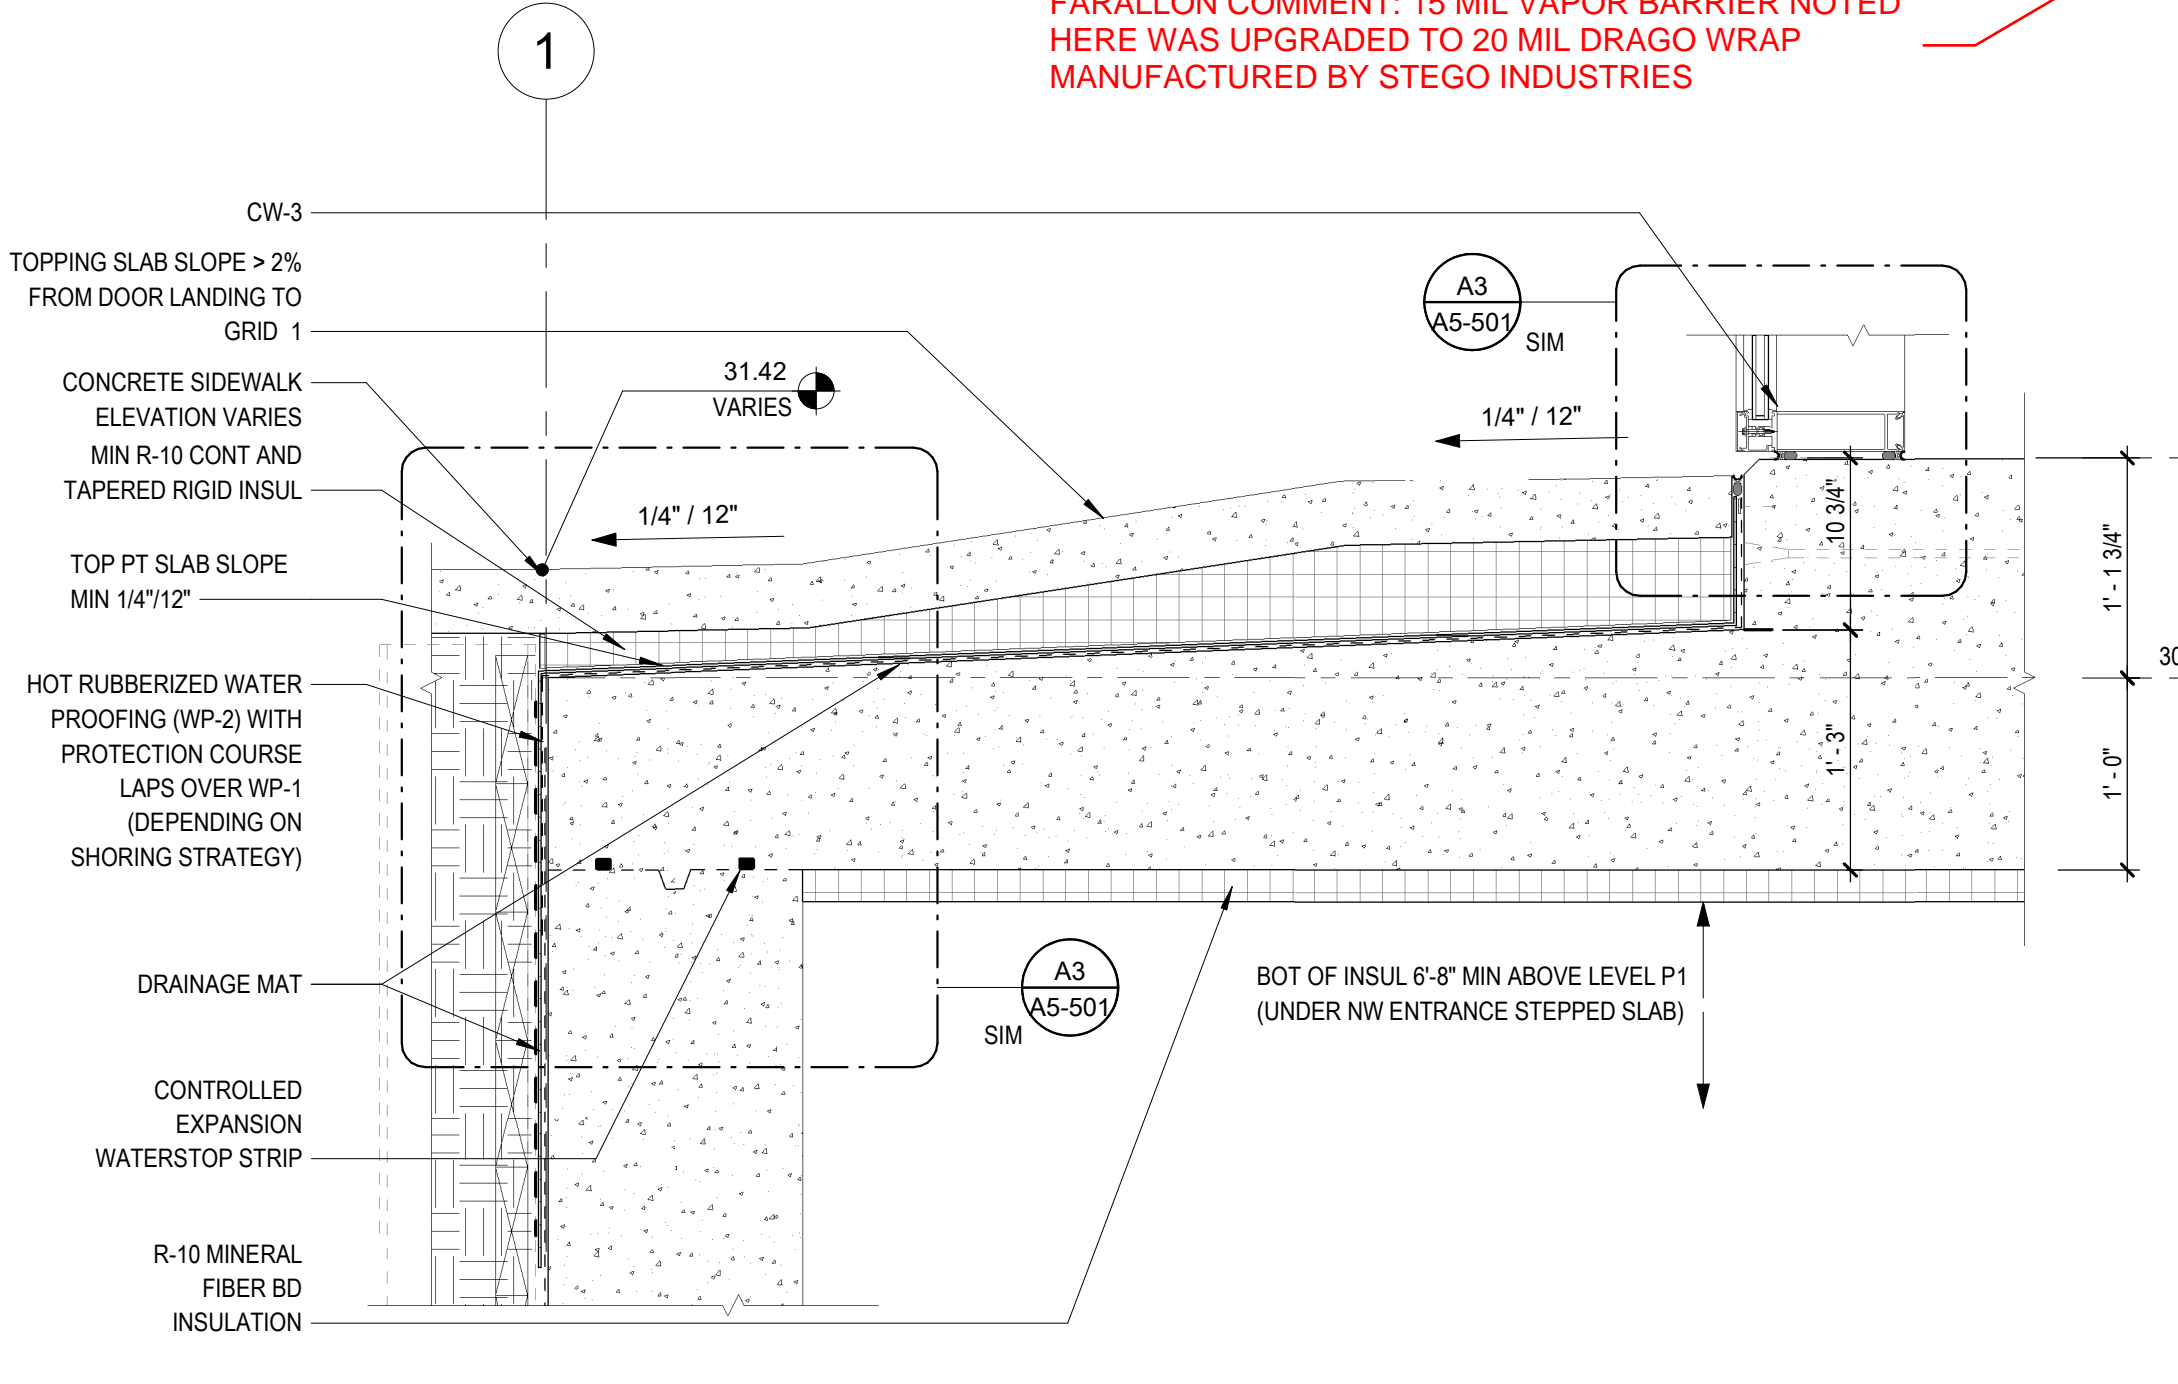 FARALLON COMMENT: 15 MIL VAPOR BARRIER NOTED
HERE WAS UPGRADED TO 20 MIL DRAGO WRAP
MANUFACTURED BY STEGO INDUSTRIES
1
CW-3
TOPPING SLAB SLOPE > 2%
FROM DOOR LANDING TO
GRID 1
CONCRETE SIDEWALK
ELEVATION VARIES
MIN R-10 CONT AND
TAPERED RIGID INSUL
TOP PT SLAB SLOPE
MIN 1/4"/12"
HOT RUBBERIZED WATER
PROOFING (WP-2) WITH
PROTECTION COURSE
LAPS OVER WP-1
(DEPENDING ON
SHORING STRATEGY)
DRAINAGE MAT
CONTROLLED
EXPANSION
WATERSTOP STRIP
R-10 MINERAL
FIBER BD
INSULATION
31.42
VARIES
1/4" / 12"
A3
A5-501
SIM
1/4" / 12"
10 3/4"
1' - 3"
1' - 1 3/4"
1' - 0"
30
A3
A5-501
SIM
BOT OF INSUL 6'-8" MIN ABOVE LEVEL P1
(UNDER NW ENTRANCE STEPPED SLAB)